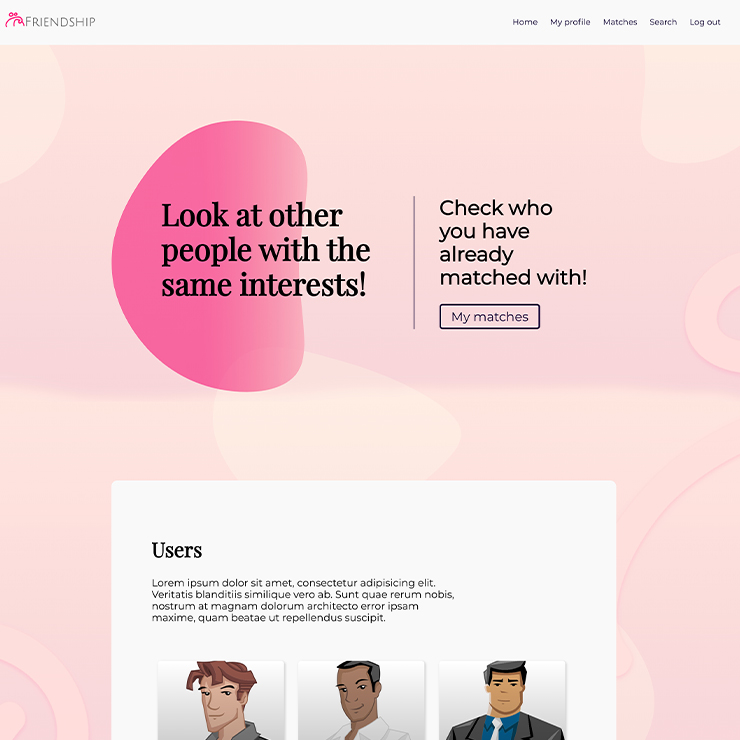 FRIENDSHIP
Home My profile Matches Search Log out
Look at other
people with the
same interests!
Check who
you have
already
matched with!
My matches
Users
Lorem ipsum dolor sit amet, consectetur adipisicing elit.
Veritatis blanditiis similique vero ab. Sunt quae rerum nobis,
nostrum at magnam dolorum architecto error ipsam
maxime, quam beatae ut repellendus suscipit.